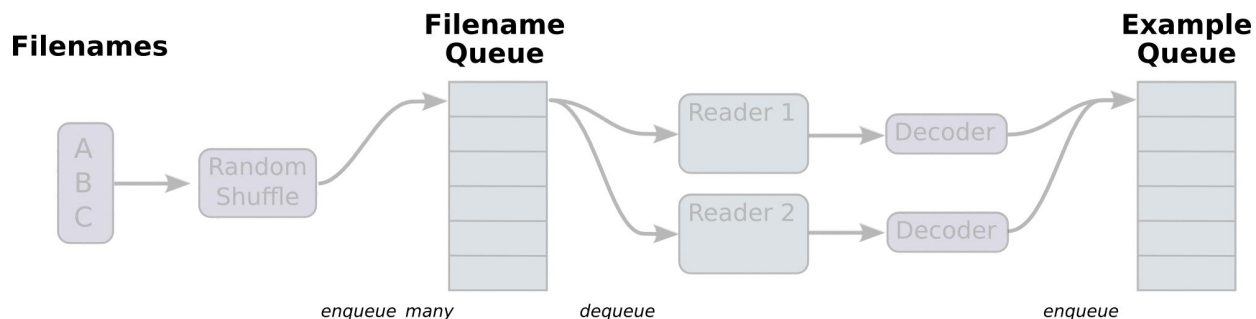 Filenames
Filename
Queue
Example
Queue
A
B
C
Random
Shuffle
Reader 1
Decoder
Reader 2
Decoder
enqueue_many
dequeue
enqueue